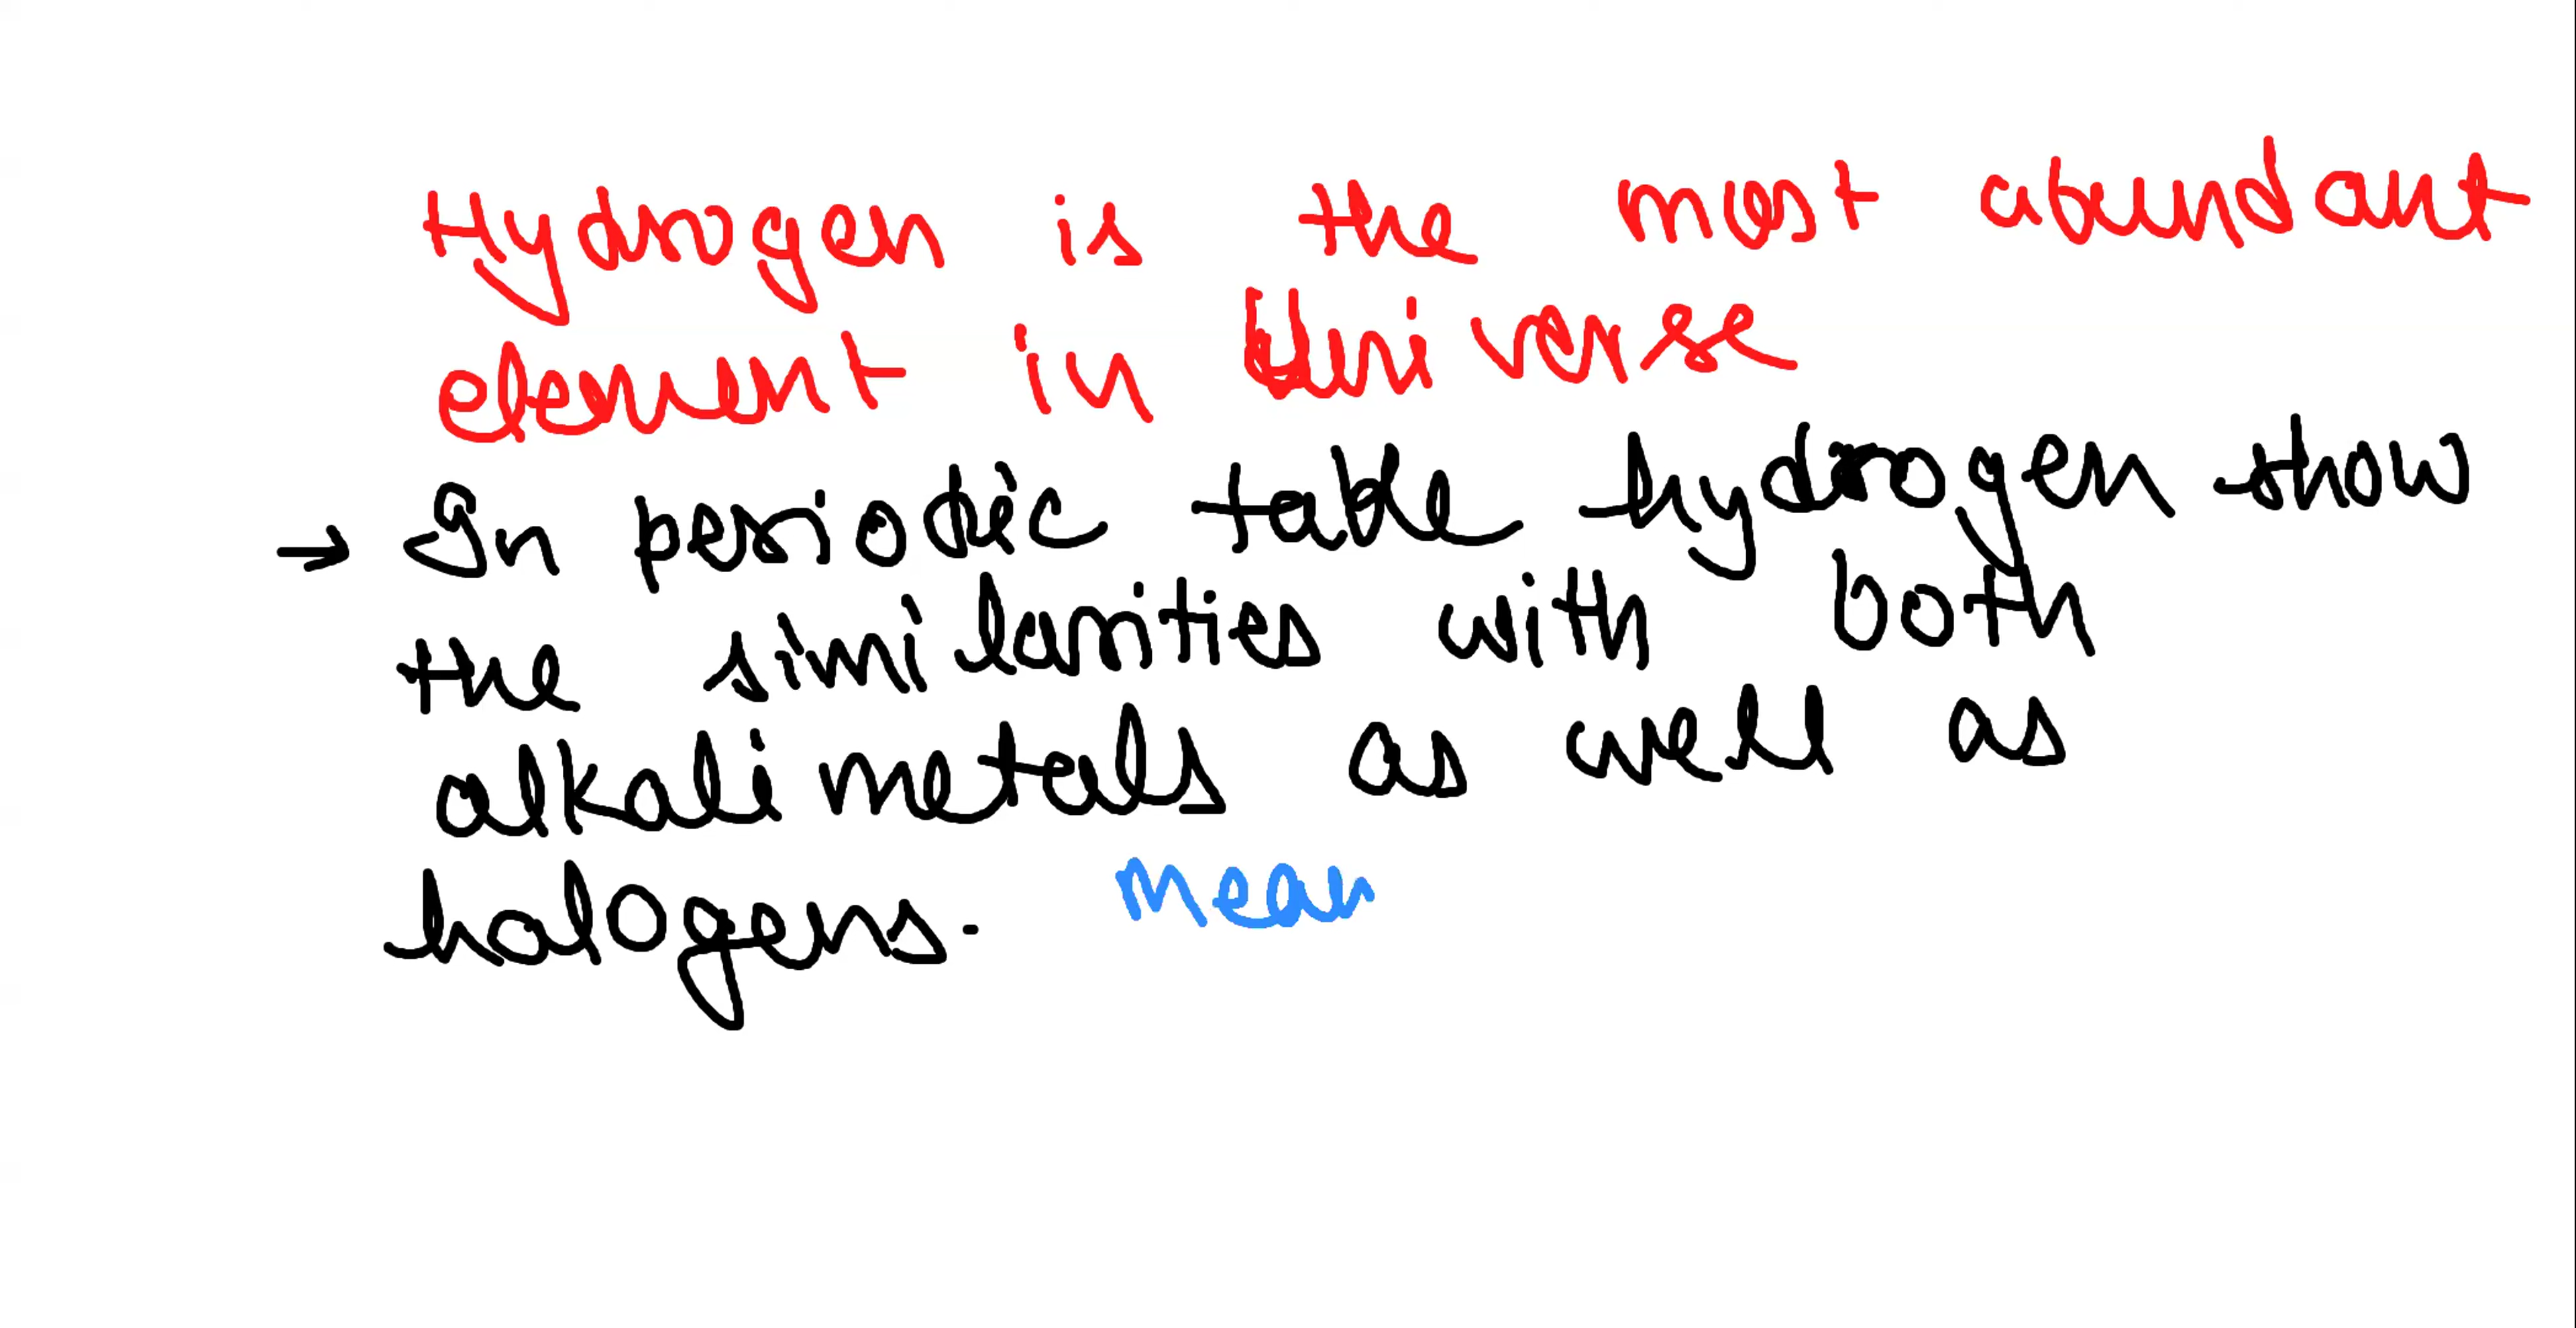 Hydrogen is the most abundant
element in Universe
→ In periodic table hydrogen show
the similarities with both
alkali metals as well as
halogens. Mean